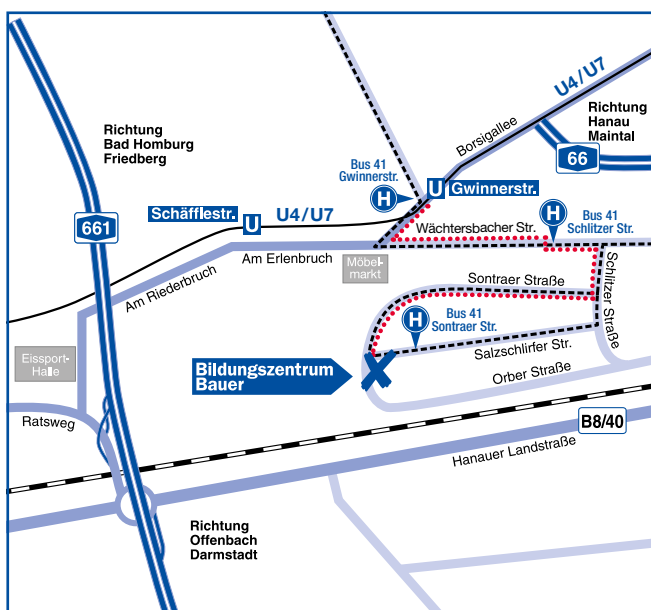 U4/U7
Richtung
Hanau
Maintal
66
Borsigallee
Richtung
Bad Homburg
Friedberg
Bus 41
Gwinnerstr.
H
U Gwinnerstr.
Schäfflestr. U
U4/U7
661
Wächtersbacher Str.
H
Bus 41
Schlitzer Str.
Am Erlenbruch
Möbel-
markt
Am Riederbruch
Schlitzer Straße
Sontraer Straße
H
Bus 41
Sontraer Str.
Salzschlirfer Str.
Eissport-
Halle
Bildungszentrum
Bauer
Orber Straße
Ratsweg
B8/40
Hanauer Landstraße
Richtung
Offenbach
Darmstadt